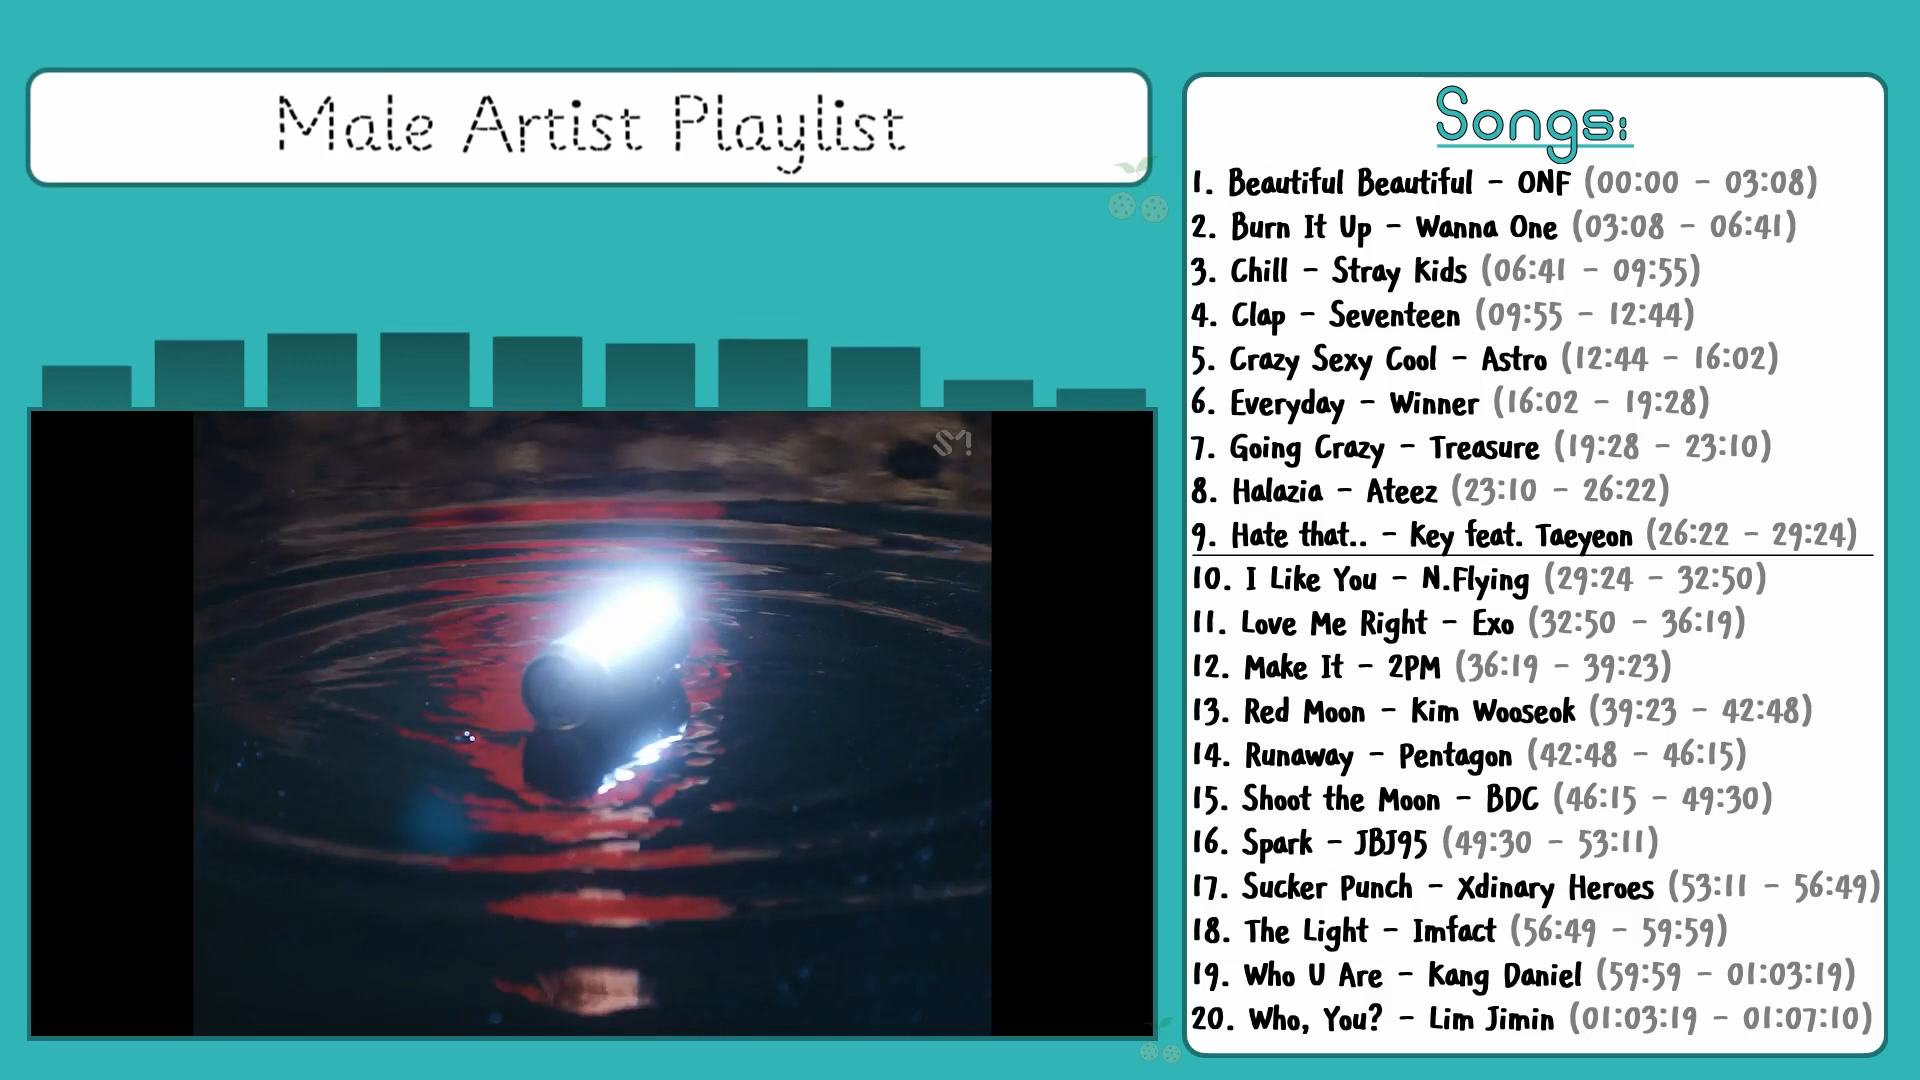 Male Artist Playlist
Songs:
1. Beautiful Beautiful - ONF (00:00 - 03:08)
2. Burn It Up - Wanna One (03:08 - 06:41)
3. Chill - Stray Kids (06:41 - 09:55)
4. Clap - Seventeen (09:55 - 12:44)
5. Crazy Sexy Cool - Astro (12:44 - 16:02)
6. Everyday - Winner (16:02 - 19:28)
7. Going Crazy - Treasure (19:28 - 23:10)
8. Halazia - Ateez (23:10 - 26:22)
9. Hate that.. - Key feat. Taeyeon (26:22 - 29:24)
10. I Like You - N.Flying (29:24 - 32:50)
11. Love Me Right - Exo (32:50 - 36:19)
12. Make It - 2PM (36:19 - 39:23)
13. Red Moon - Kim Wooseok (39:23 - 42:48)
14. Runaway - Pentagon (42:48 - 46:15)
15. Shoot the Moon - BDC (46:15 - 49:30)
16. Spark - JBJ95 (49:30 - 53:11)
17. Sucker Punch - Xdinary Heroes (53:11 - 56:49)
18. The Light - Imfact (56:49 - 59:59)
19. Who U Are - Kang Daniel (59:59 - 01:03:19)
20. Who, You? - Lim Jimin (01:03:19 - 01:07:10)
SM